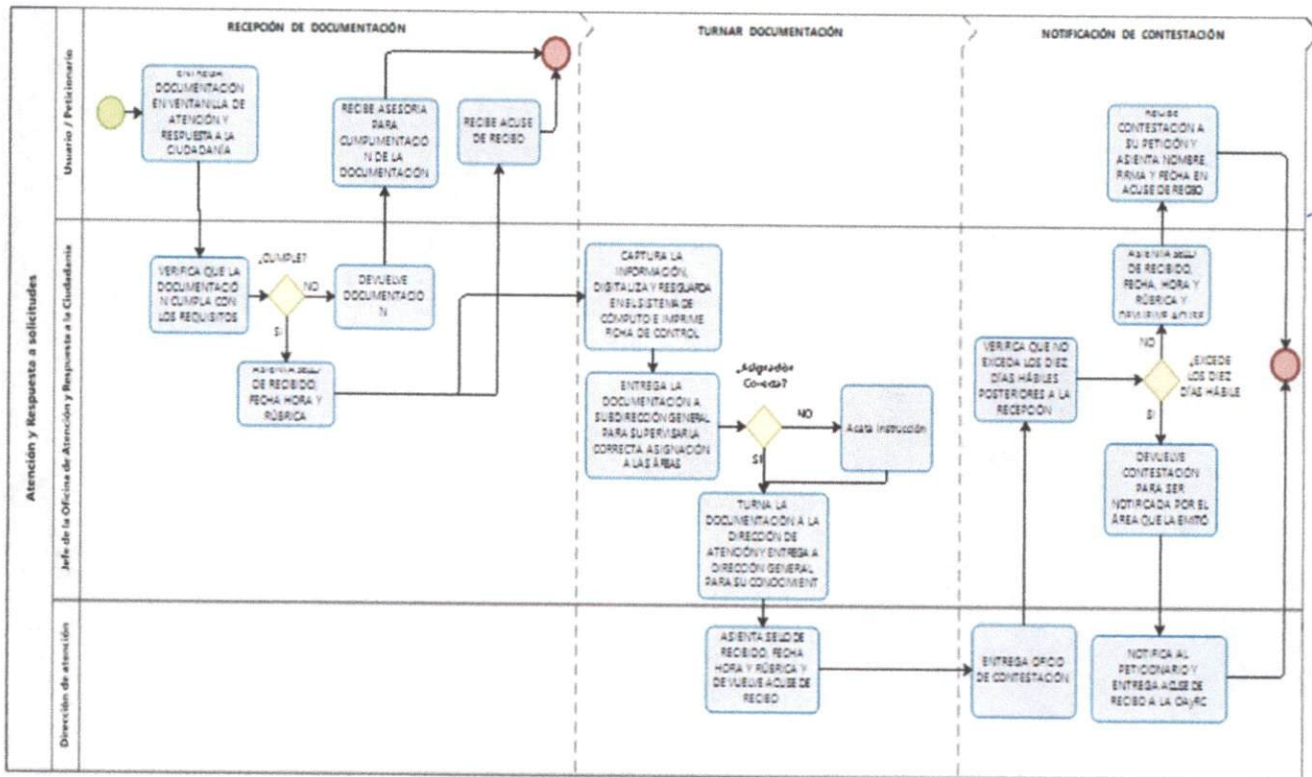 RECEPCIÓN DE DOCUMENTACIÓN
TURNAR DOCUMENTACIÓN
NOTIFICACIÓN DE CONTESTACIÓN
Atención y Respuesta a solicitudes
Usuario / Peticionario
DOCUMENTACIÓN
EN VENTANILLA DE
ATENCIÓN Y
RESPUESTA A LA
CIUDADANÍA
RECIBE ASESORIA
PARA
CUMPLIMENTACIÓ
N DE LA
DOCUMENTACIÓN
RECIBE ACUSE
DE RECIBO
CONTESTACIÓN A
SU PETICIÓN Y
ASIENTA NOMBRE,
FIRMA Y FECHA EN
ACUSE DE RECIBO
Jefe de la Oficina de Atención y Respuesta a la Ciudadanía
VERIFICA QUE LA
DOCUMENTACIÓ
N CUMPLA CON
LOS REQUISITOS
¿CUMPLE?
NO
SI
DEVUELVE
DOCUMENTACIÓ
N
ASIENTA SELLO
DE RECIBIDO,
FECHA HORA Y
RÚBRICA
CAPTURA LA
INFORMACIÓN,
DIGITALIZA Y RESGUARDA
EN EL SISTEMA DE
CÓMPUTO E IMPRIME
FICHA DE CONTROL
ENTREGA LA
DOCUMENTACIÓN A
SUBDIRECCIÓN GENERAL
PARA SUPERVISAR LA
CORRECTA ASIGNACIÓN
A LAS ÁREAS
¿Asignación
Correcta?
NO
SI
Acata Instrucción
TURNA LA
DOCUMENTACIÓN A LA
DIRECCIÓN DE
ATENCIÓN Y ENTREGA A
DIRECCIÓN GENERAL
PARA SU CONOCIMIENT
VERIFICA QUE NO
EXCEDA LOS DIEZ
DÍAS HÁBILES
POSTERIORES A LA
RECEPCIÓN
ASIENTA SELLO
DE RECIBIDO,
FECHA, HORA Y
RÚBRICA Y
DEVUELVE ACUSE
NO
¿EXCEDE
LOS DIEZ
DÍAS HÁBILE
SI
DEVUELVE
CONTESTACIÓN
PARA SER
NOTIFICADA POR EL
ÁREA QUE LA EMITIÓ
Dirección de atención
ASIENTA SELLO DE
RECIBIDO, FECHA
HORA Y RÚBRICA Y
DEVUELVE ACUSE DE
RECIBO
ENTREGA OFICIO
DE CONTESTACIÓN
NOTIFICA AL
PETICIONARIO Y
ENTREGA ACUSE DE
RECIBO A LA OAyRC